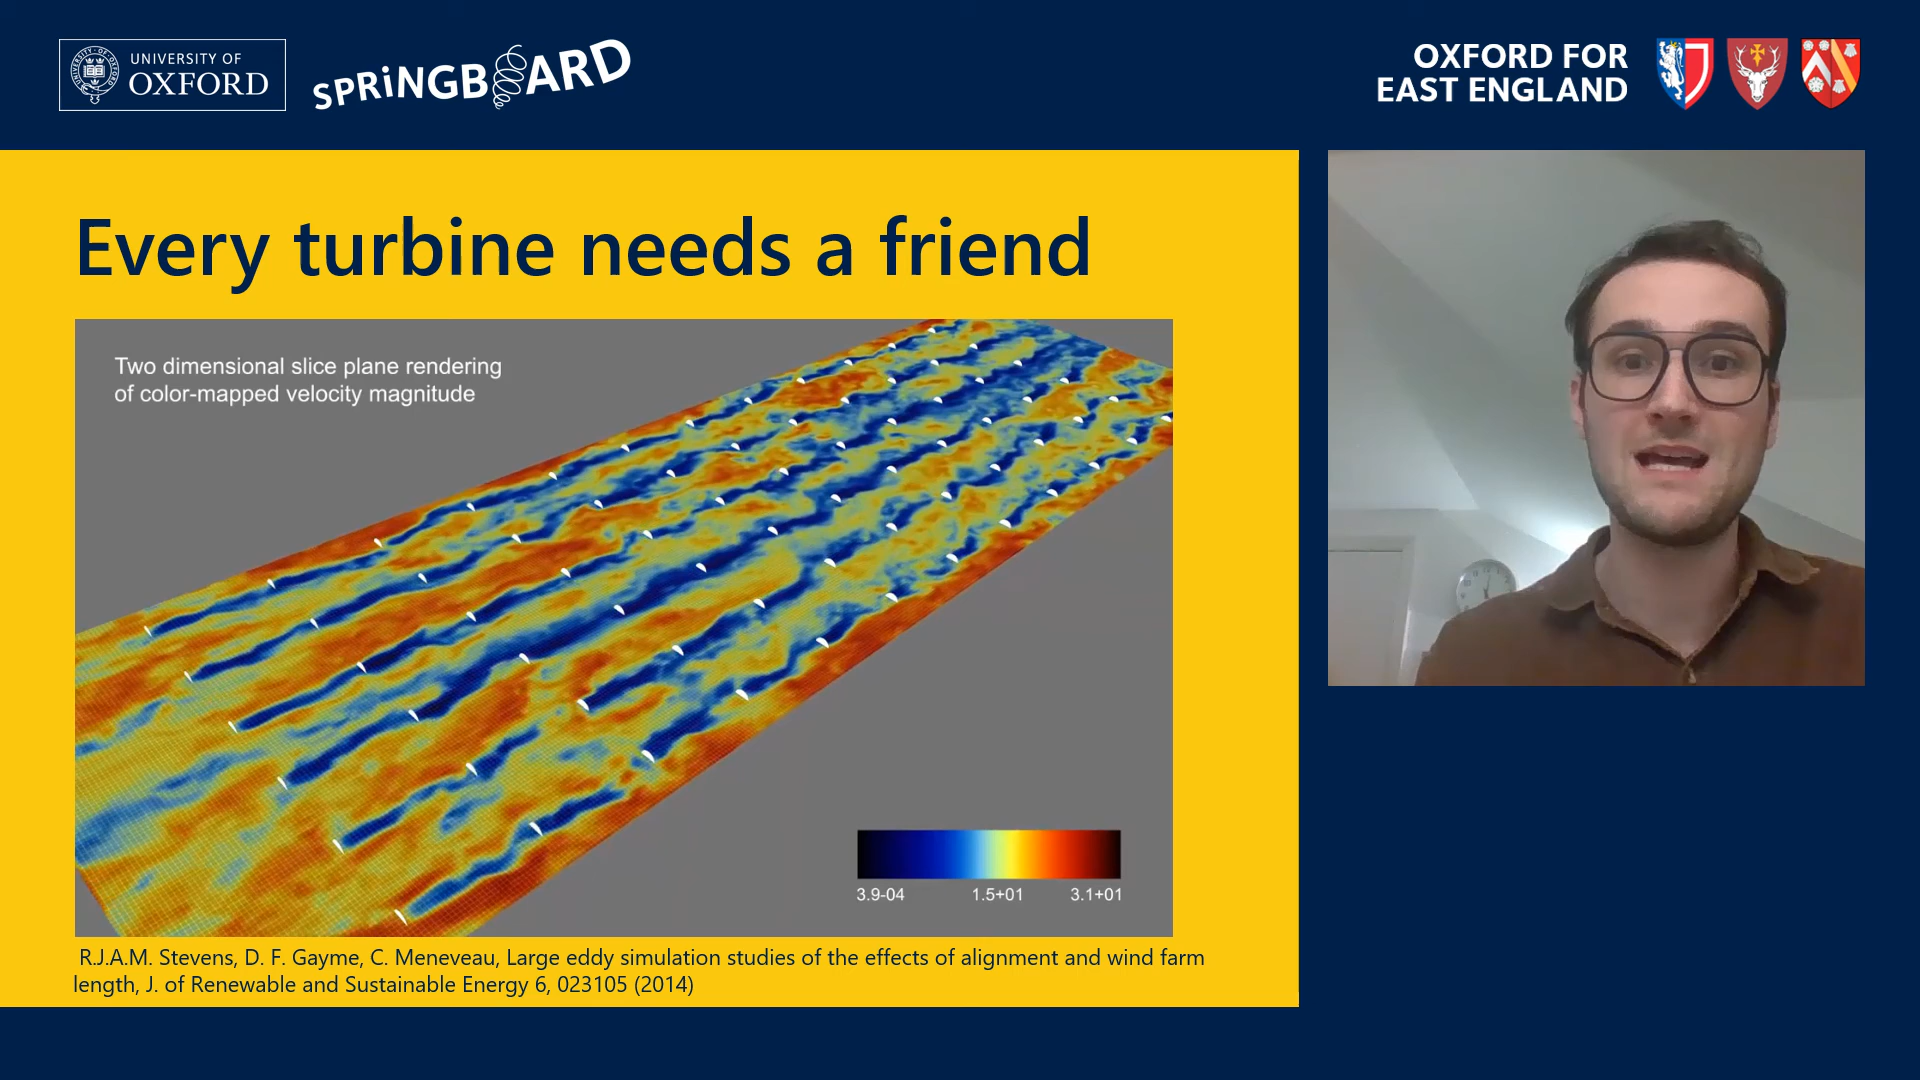 UNIVERSITY OF
OXFORD
SPRiNGBOARD
OXFORD FOR
EAST ENGLAND
Every turbine needs a friend
Two dimensional slice plane rendering
of color-mapped velocity magnitude
3.9-04 1.5+01 3.1+01
R.J.A.M. Stevens, D. F. Gayme, C. Meneveau, Large eddy simulation studies of the effects of alignment and wind farm
length, J. of Renewable and Sustainable Energy 6, 023105 (2014)